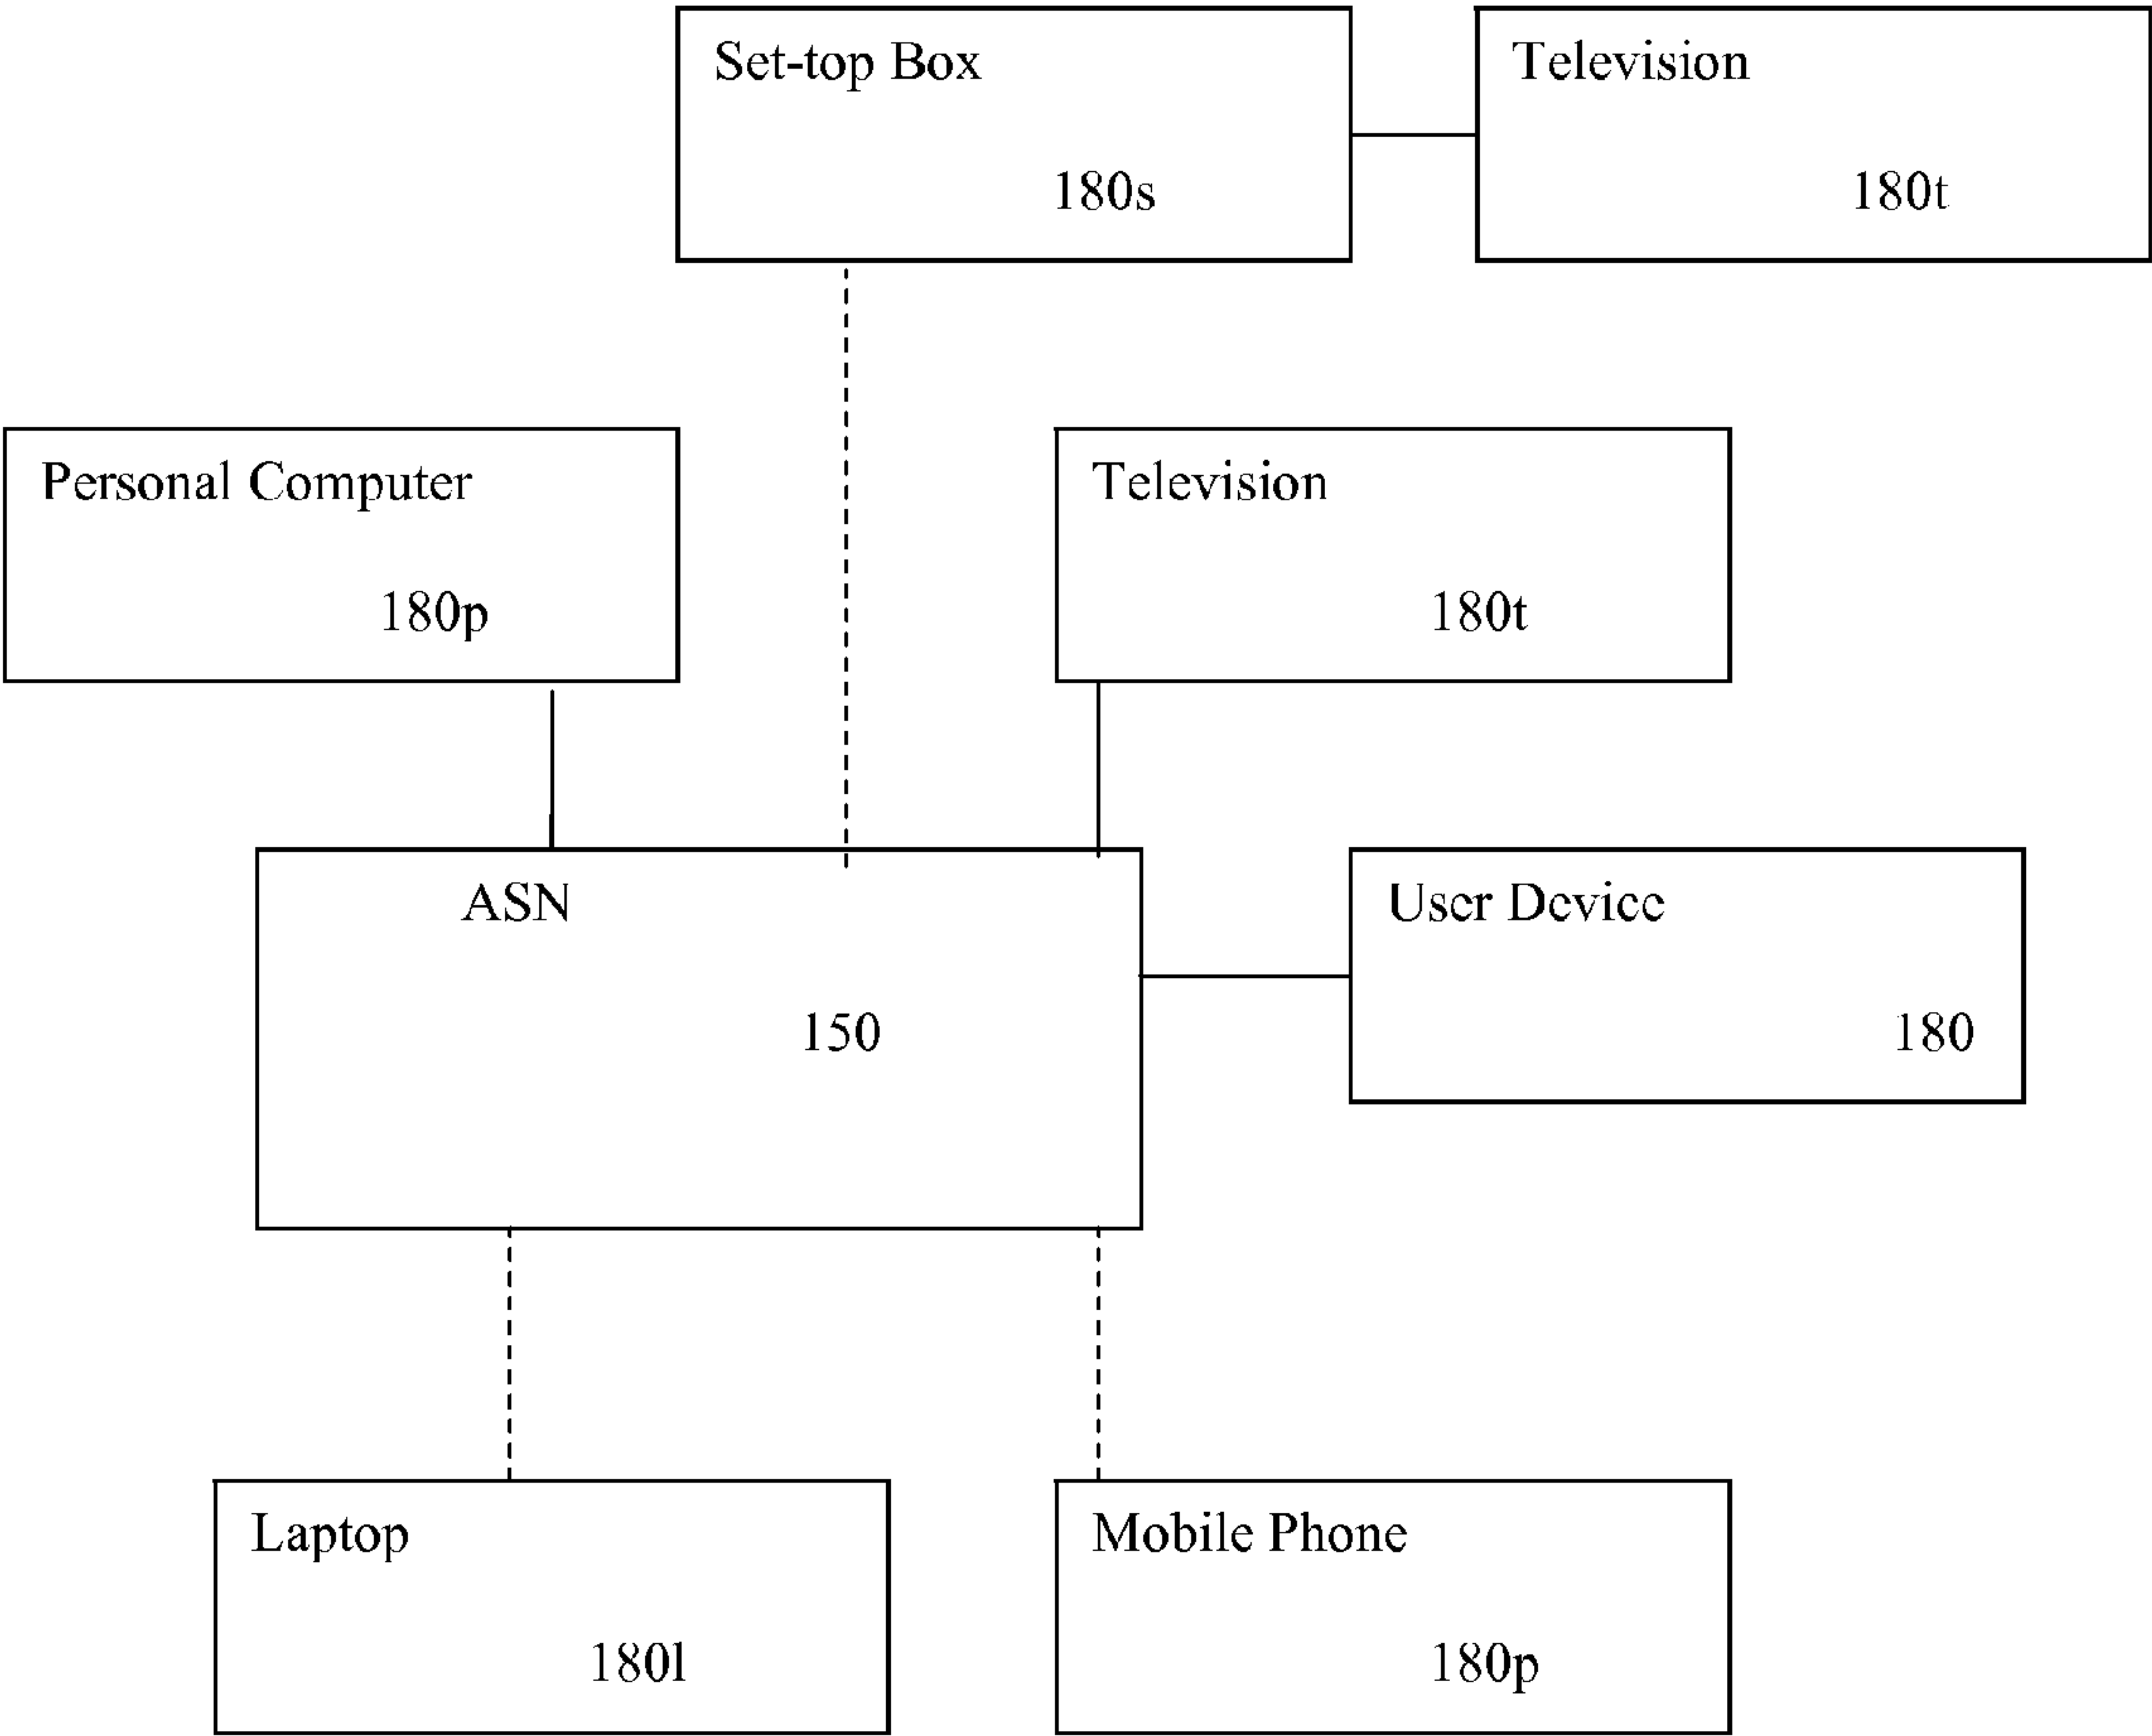 Set-top Box
180s
Television
180t
Personal Computer
180p
Television
180t
ASN
150
User Device
180
Laptop
180l
Mobile Phone
180p